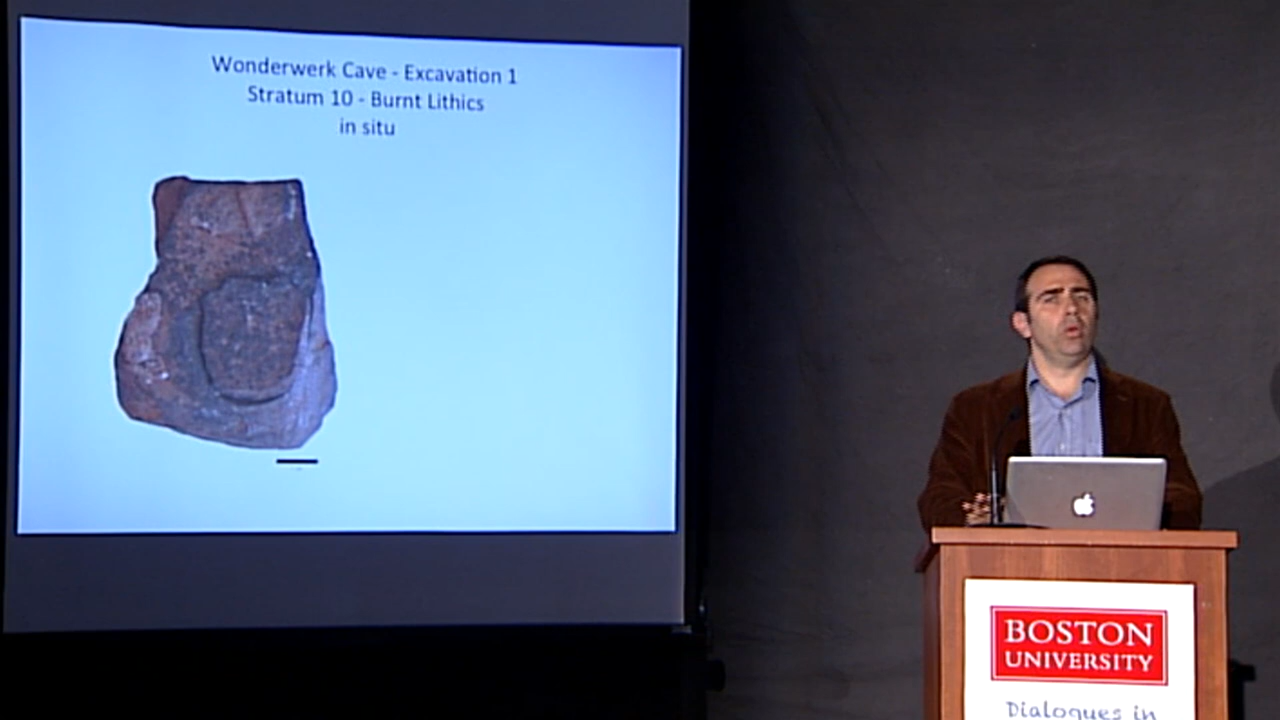 Wonderwerk Cave - Excavation 1
Stratum 10 - Burnt Lithics
in situ
BOSTON
UNIVERSITY
Dialogues in